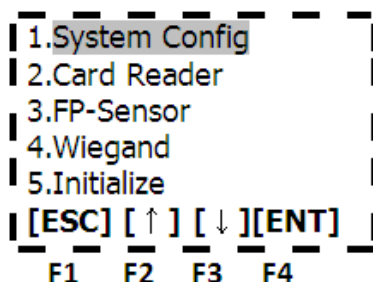 1.System Config
2.Card Reader
3.FP-Sensor
4.Wiegand
5.Initialize
[ESC] [ ↑ ] [ ↓ ][ENT]
F1 F2 F3 F4